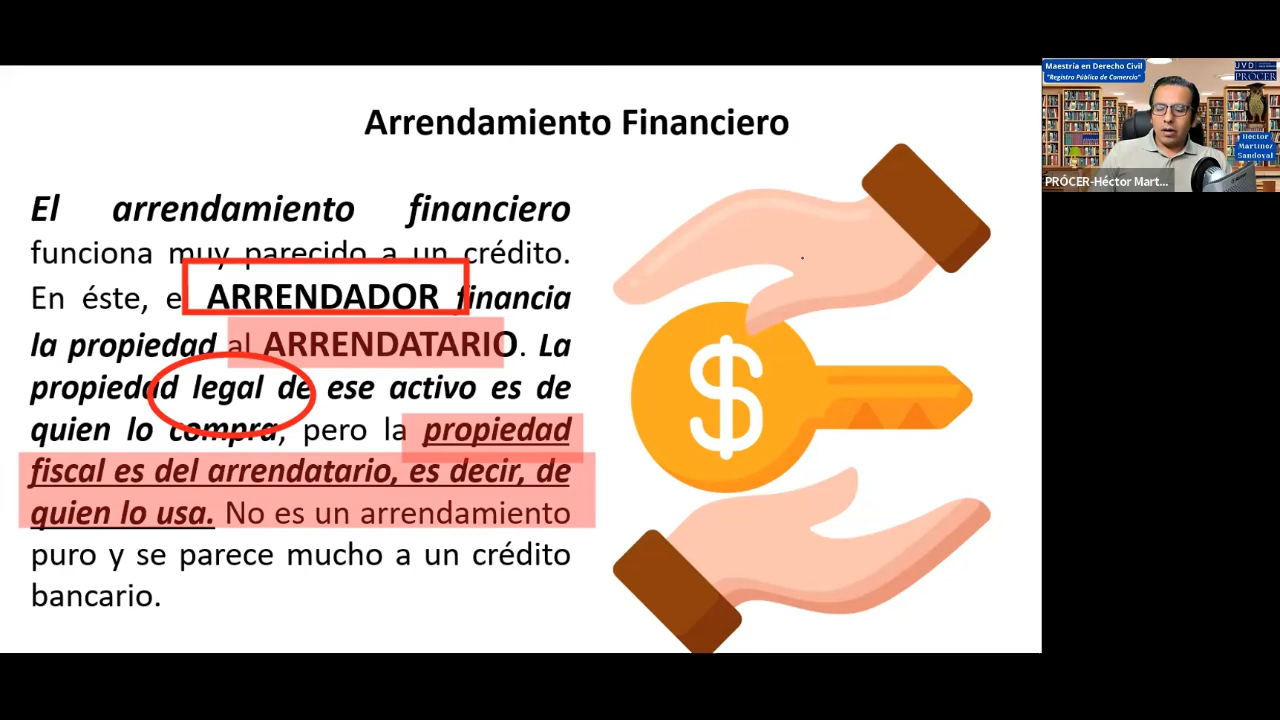 Arrendamiento Financiero
El arrendamiento financiero
funciona muy parecido a un crédito.
En éste, e ARRENDADOR financia
la propiedad al ARRENDATARIO. La
propiedad legal de ese activo es de
quien lo compra, pero la propiedad
fiscal es del arrendatario, es decir, de
quien lo usa. No es un arrendamiento
puro y se parece mucho a un crédito
bancario.
$
Maestría en Derecho Civil
"Registro Público de Comercio"
UVD
PRÓCER
Héctor
Martínez
Sandoval
PRÓCER-Héctor Mart...